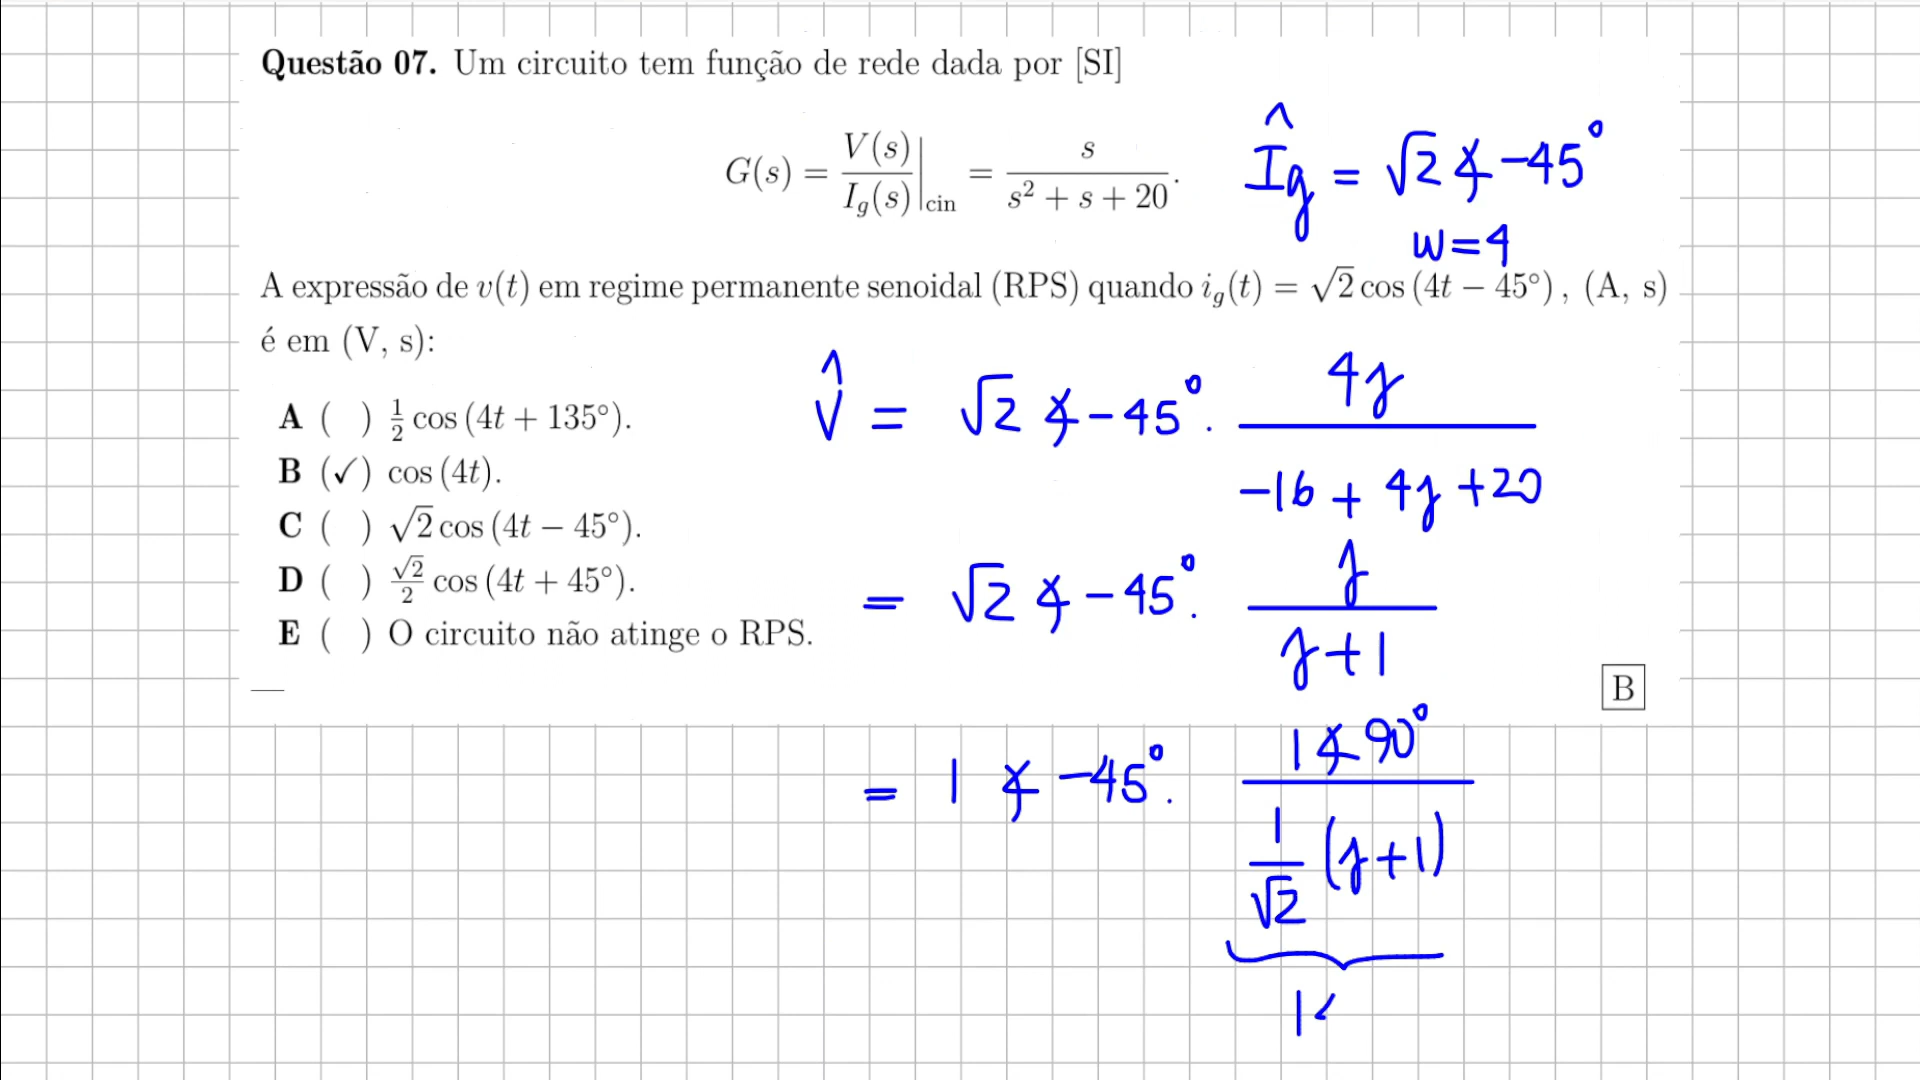 Questão 07. Um circuito tem função de rede dada por [SI]
G(s) = V(s)/I_g(s)|_cin = s/(s² + s + 20).
Î_g = √2 ∡ -45°
w = 4
A expressão de v(t) em regime permanente senoidal (RPS) quando i_g(t) = √2 cos (4t − 45°), (A, s)
é em (V, s):
A ( ) 1/2 cos (4t + 135°).
B (✓) cos (4t).
C ( ) √2 cos (4t − 45°).
D ( ) √2/2 cos (4t + 45°).
E ( ) O circuito não atinge o RPS.
B
V̂ = √2 ∡ -45° . 4j/(-16 + 4j + 20)
= √2 ∡ -45° . j/(j + 1)
= 1 ∡ -45° . 1∡90°/(1/√2 (j + 1))